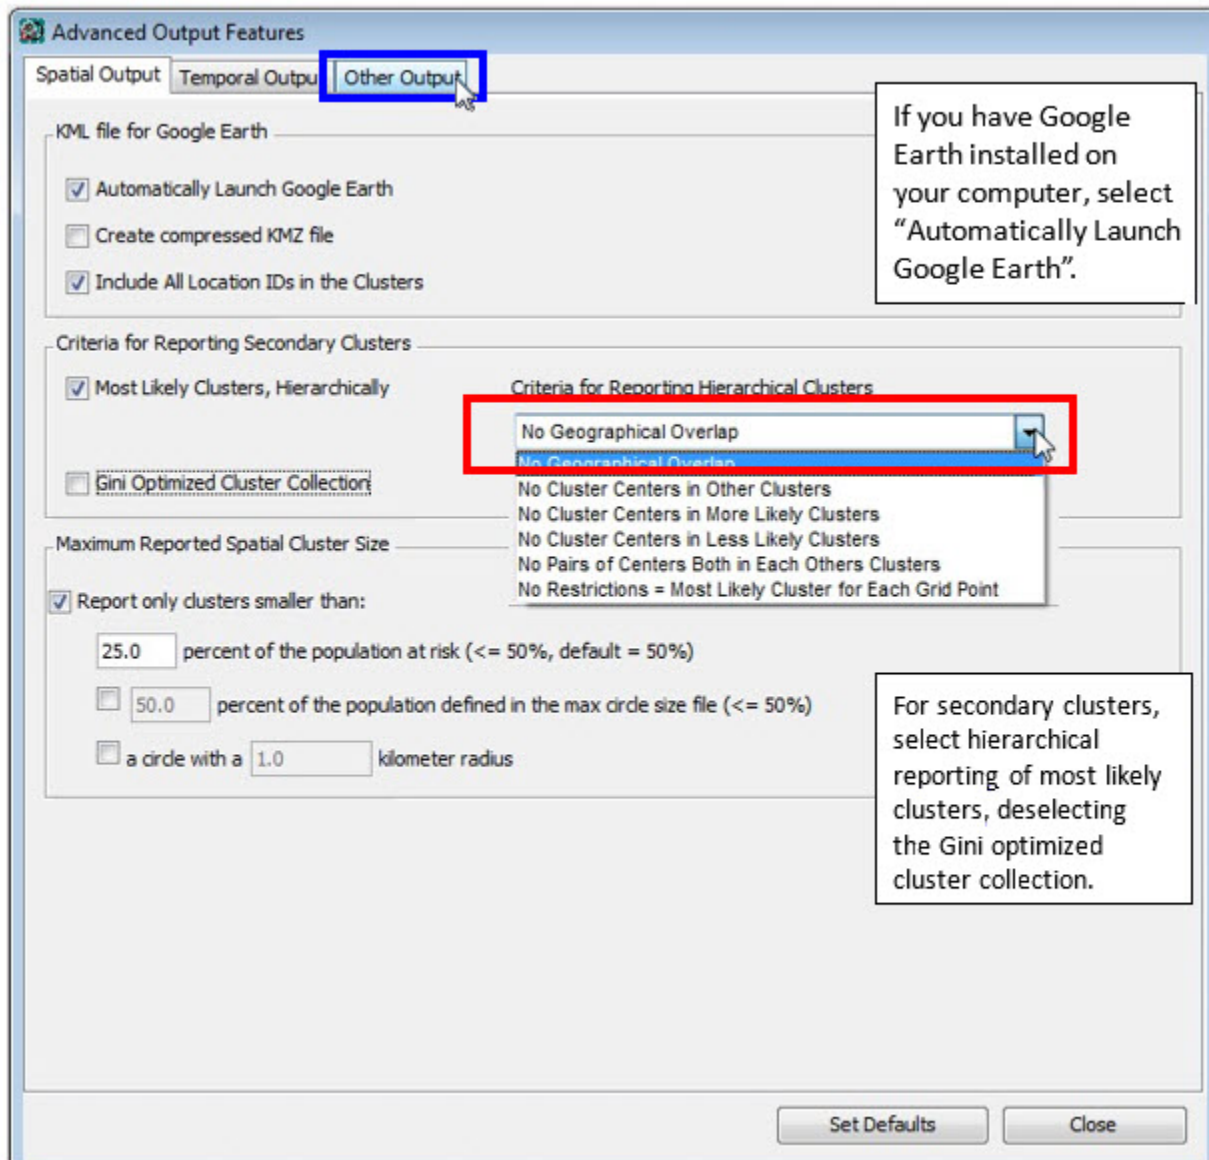 Advanced Output Features
Spatial Output
Temporal Outpu
Other Output
KML file for Google Earth
Automatically Launch Google Earth
Create compressed KMZ file
Include All Location IDs in the Clusters
If you have Google
Earth installed on
your computer, select
“Automatically Launch
Google Earth”.
Criteria for Reporting Secondary Clusters
Most Likely Clusters, Hierarchically
Criteria for Reporting Hierarchical Clusters
No Geographical Overlap
No Geographical Overlap
Gini Optimized Cluster Collection
No Cluster Centers in Other Clusters
No Cluster Centers in More Likely Clusters
No Cluster Centers in Less Likely Clusters
No Pairs of Centers Both in Each Others Clusters
No Restrictions = Most Likely Cluster for Each Grid Point
Maximum Reported Spatial Cluster Size
Report only clusters smaller than:
25.0 percent of the population at risk (<= 50%, default = 50%)
50.0 percent of the population defined in the max circle size file (<= 50%)
a circle with a 1.0 kilometer radius
For secondary clusters,
select hierarchical
reporting of most likely
clusters, deselecting
the Gini optimized
cluster collection.
Set Defaults
Close